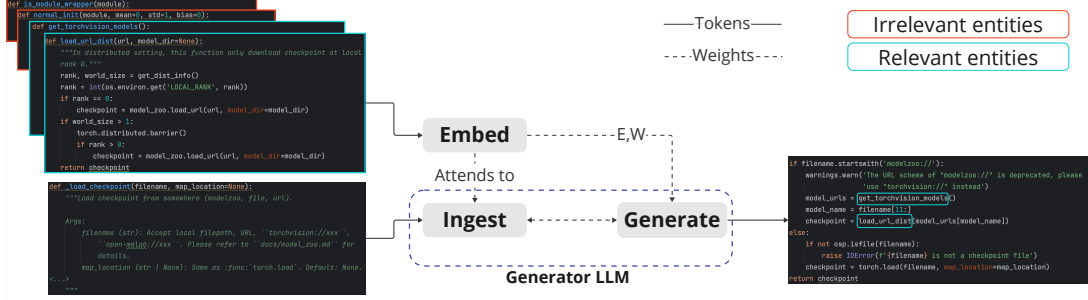 def is_module_wrapper(module):
def normal_init(module, mean=0, std=1, bias=0):
def get_torchvision_models():
def load_url_dist(url, model_dir=None):
"""In distributed setting, this function only download checkpoint at local
rank 0."""
rank, world_size = get_dist_info()
rank = int(os.environ.get('LOCAL_RANK', rank))
if rank == 0:
checkpoint = model_zoo.load_url(url, model_dir=model_dir)
if world_size > 1:
torch.distributed.barrier()
if rank > 0:
checkpoint = model_zoo.load_url(url, model_dir=model_dir)
return checkpoint
def _load_checkpoint(filename, map_location=None):
"""Load checkpoint from somewhere (modelzoo, file, url).
Args:
filename (str): Accept local filepath, URL, ``torchvision://xxx``,
``open-mmlab://xxx``. Please refer to ``docs/model_zoo.md`` for
details.
map_location (str | None): Same as :func:`torch.load`. Default: None.
<...>
"""
Tokens
Weights
Irrelevant entities
Relevant entities
Embed
E,W
Attends to
Ingest
Generate
Generator LLM
if filename.startswith('modelzoo://'):
warnings.warn('The URL scheme of "modelzoo://" is deprecated, please '
'use "torchvision://" instead')
model_urls = get_torchvision_models()
model_name = filename[11:]
checkpoint = load_url_dist(model_urls[model_name])
else:
if not osp.isfile(filename):
raise IOError(f'{filename} is not a checkpoint file')
checkpoint = torch.load(filename, map_location=map_location)
return checkpoint